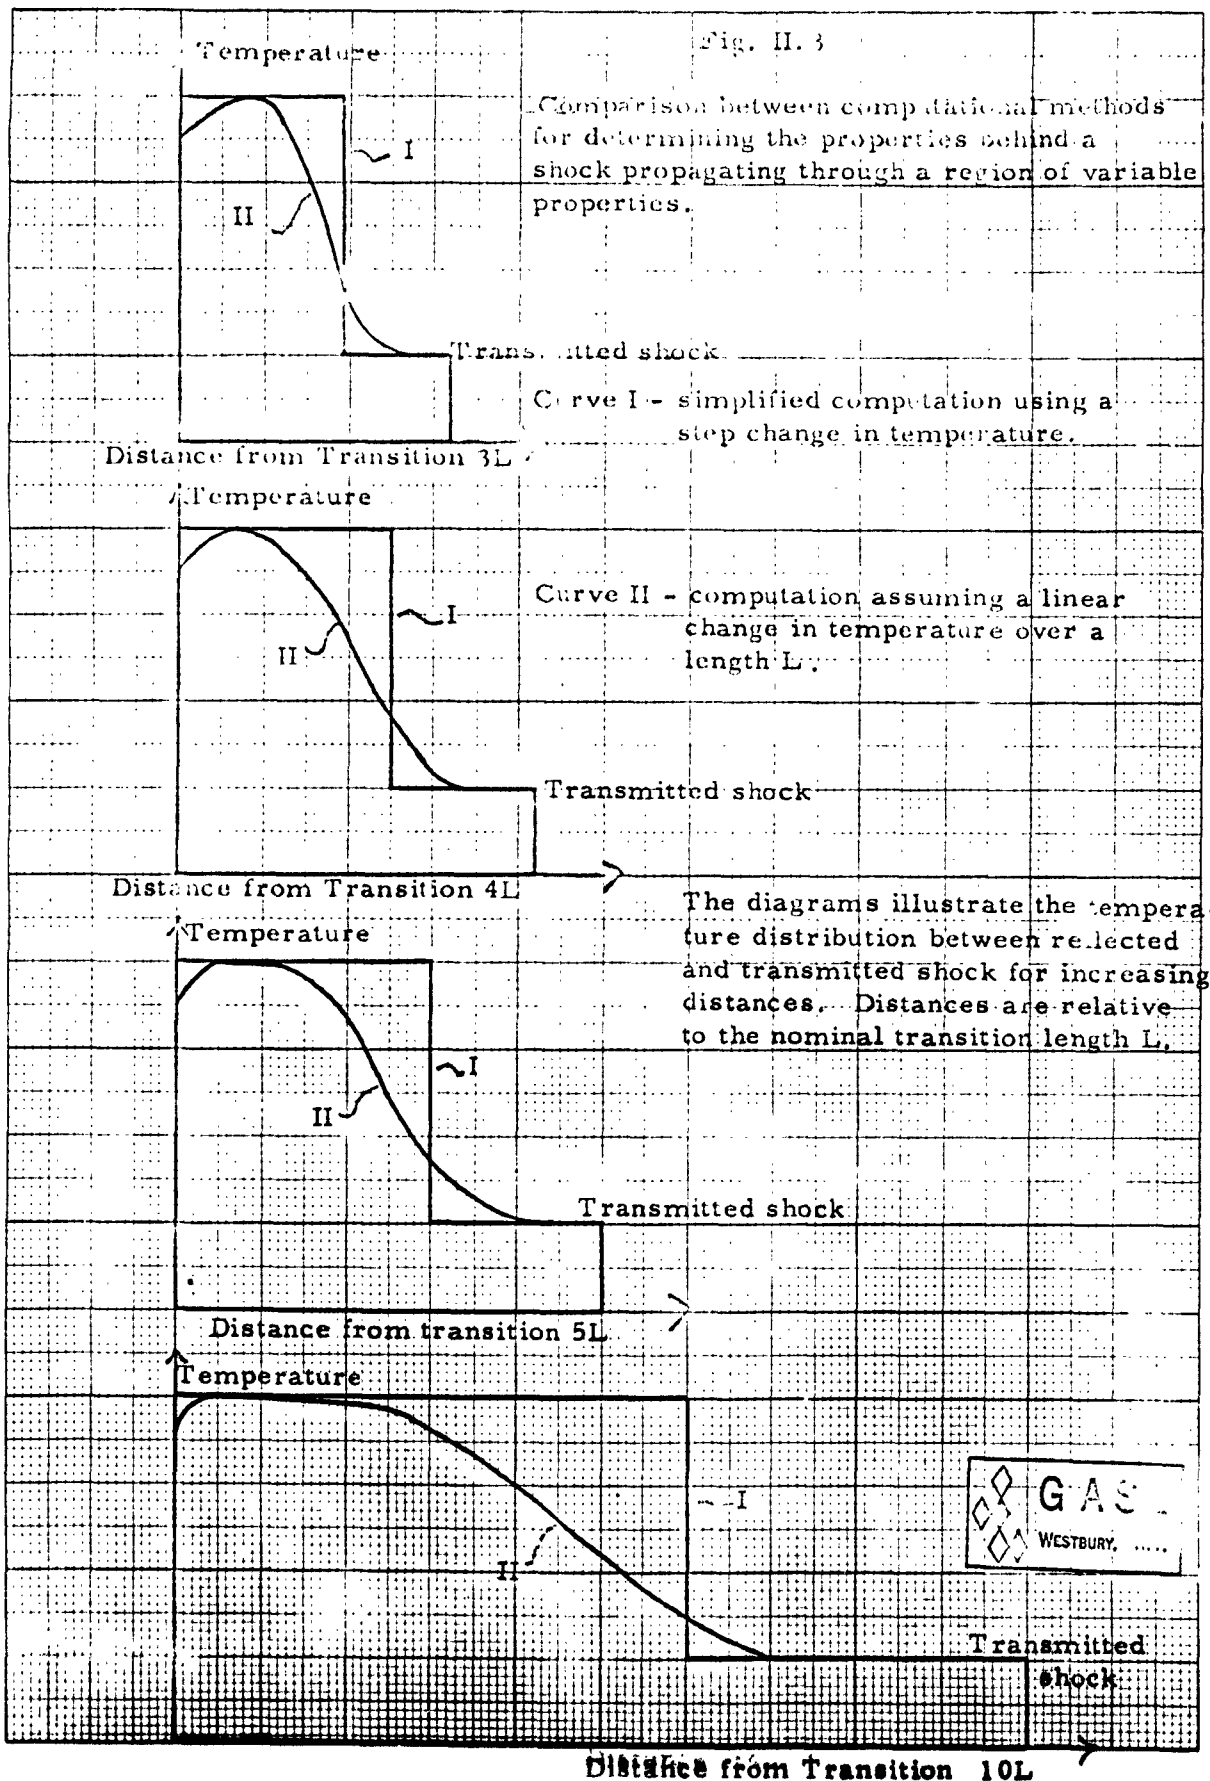 Temperature
Fig. II.3
Comparison between computational methods
for determining the properties behind a
shock propagating through a region of variable
properties.
I
II
Transmitted shock
Curve I - simplified computation using a
step change in temperature.
Distance from Transition 3L
Temperature
Curve II - computation assuming a linear
change in temperature over a
length L.
I
II
Transmitted shock
Distance from Transition 4L
The diagrams illustrate the tempera
ture distribution between reflected
and transmitted shock for increasing
distances. Distances are relative
to the nominal transition length L.
Temperature
I
II
Transmitted shock
Distance from transition 5L
Temperature
I
II
GAS
WESTBURY,
Transmitted
shock
Distance from Transition 10L